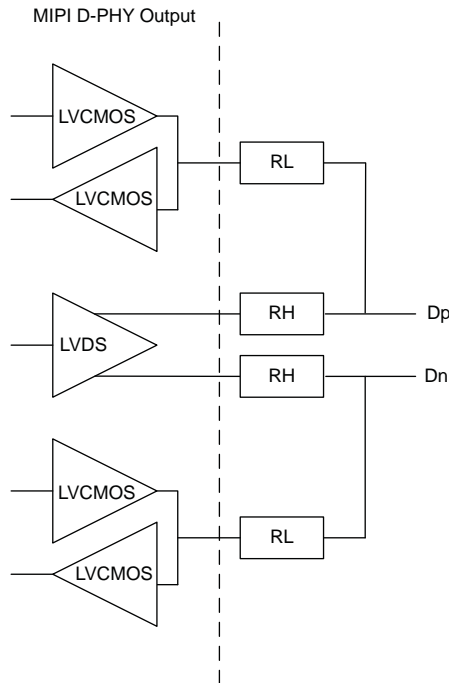 MIPI D-PHY Output
LVCMOS
RL
LVCMOS
RH
Dp
LVDS
RH
Dn
LVCMOS
RL
LVCMOS